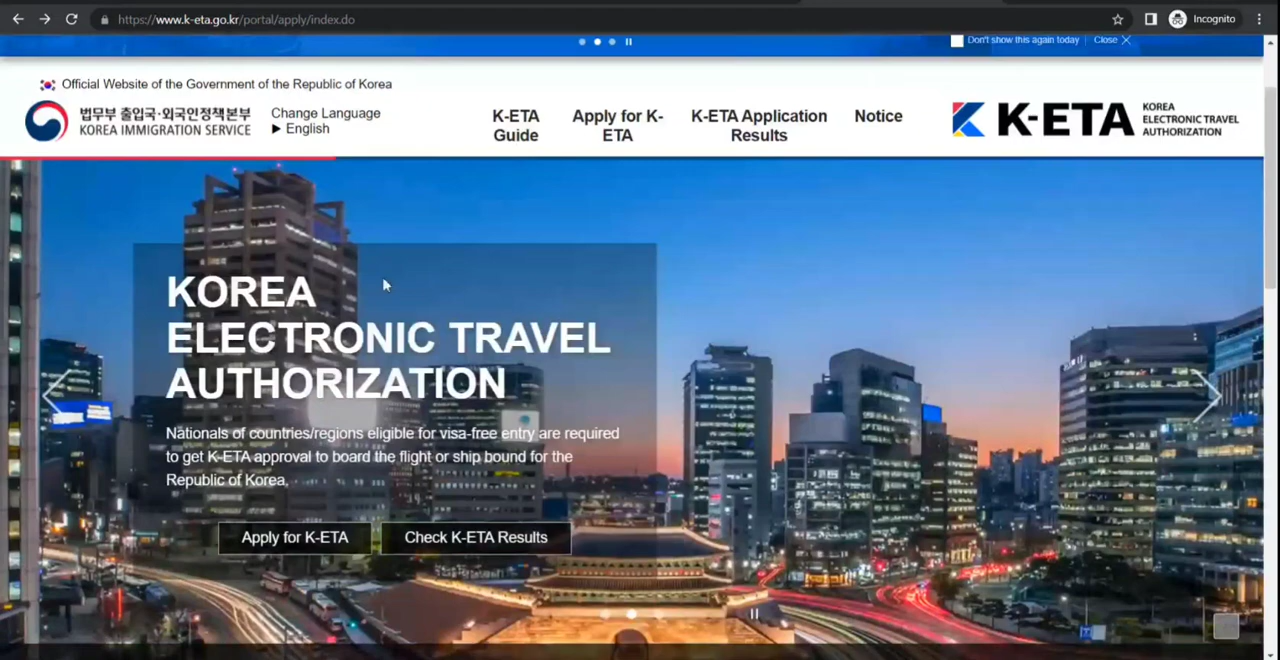 https://www.k-eta.go.kr/portal/apply/index.do
Incognito
Don't show this again today
Close
Official Website of the Government of the Republic of Korea
법무부 출입국·외국인정책본부
KOREA IMMIGRATION SERVICE
Change Language
▶ English
K-ETA
Guide
Apply for K-
ETA
K-ETA Application
Results
Notice
K-ETA
KOREA
ELECTRONIC TRAVEL
AUTHORIZATION
KOREA
ELECTRONIC TRAVEL
AUTHORIZATION
Nationals of countries/regions eligible for visa-free entry are required
to get K-ETA approval to board the flight or ship bound for the
Republic of Korea.
Apply for K-ETA
Check K-ETA Results